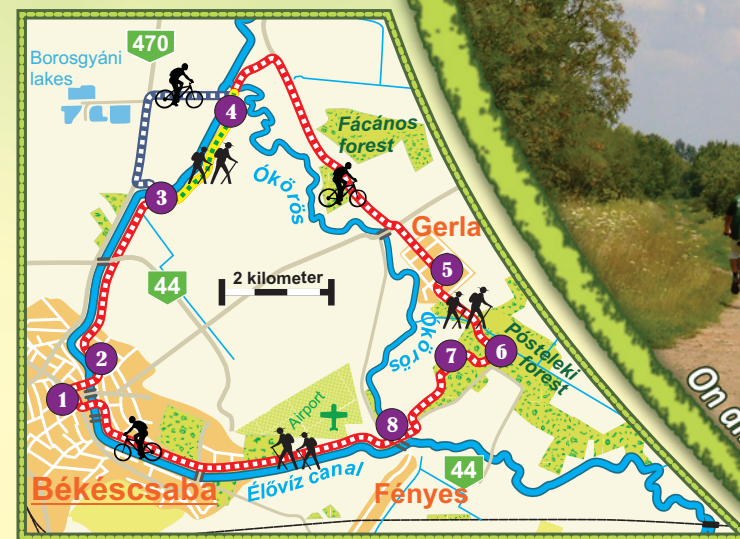 470
Borosgyáni
lakes
4
Fácános
forest
3
Ókörös
Gerla
5
44
2 kilometer
Ókörös
Pósteleki
forest
7
6
2
1
Airport
8
Békéscsaba
Élővíz canal
Fényes
44
On a